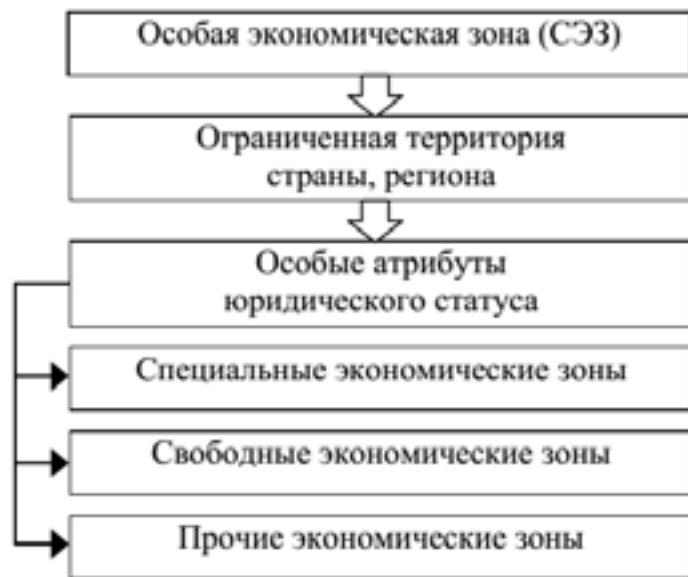 Особая экономическая зона (СЭЗ)
Ограниченная территория
страны, региона
Особые атрибуты
юридического статуса
Специальные экономические зоны
Свободные экономические зоны
Прочие экономические зоны